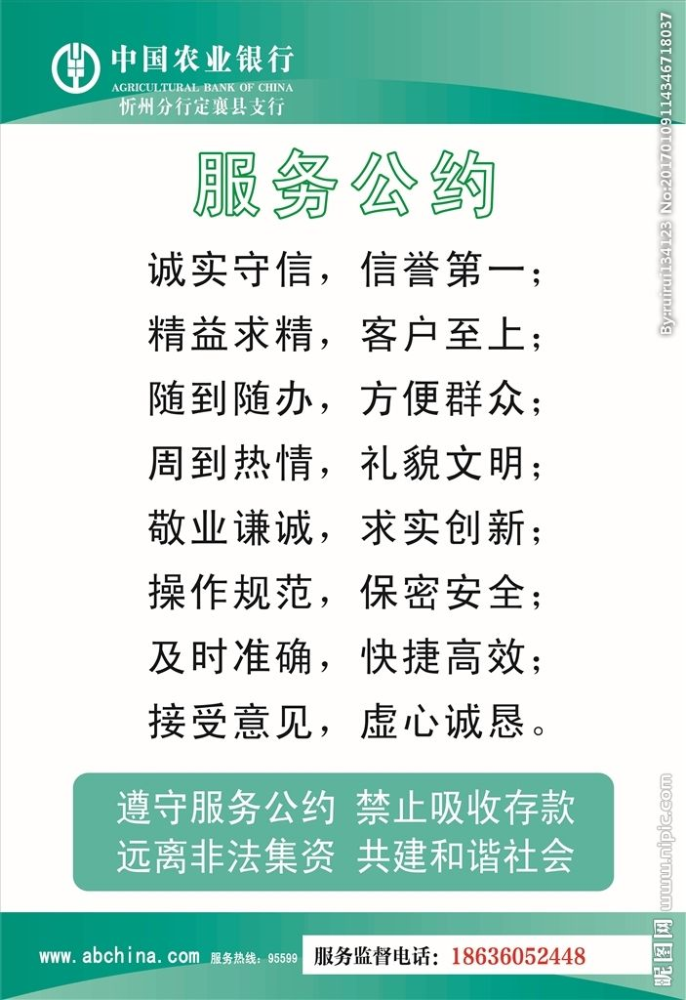 中国农业银行
AGRICULTURAL BANK OF CHINA
忻州分行定襄县支行
服务公约
诚实守信，信誉第一；
精益求精，客户至上；
随到随办，方便群众；
周到热情，礼貌文明；
敬业谦诚，求实创新；
操作规范，保密安全；
及时准确，快捷高效；
接受意见，虚心诚恳。
遵守服务公约 禁止吸收存款
远离非法集资 共建和谐社会
www.abchina.com 服务热线：95599 服务监督电话：18636052448
By:ruirui134123 No:20170109114346718037
昵图网 www.nipic.com